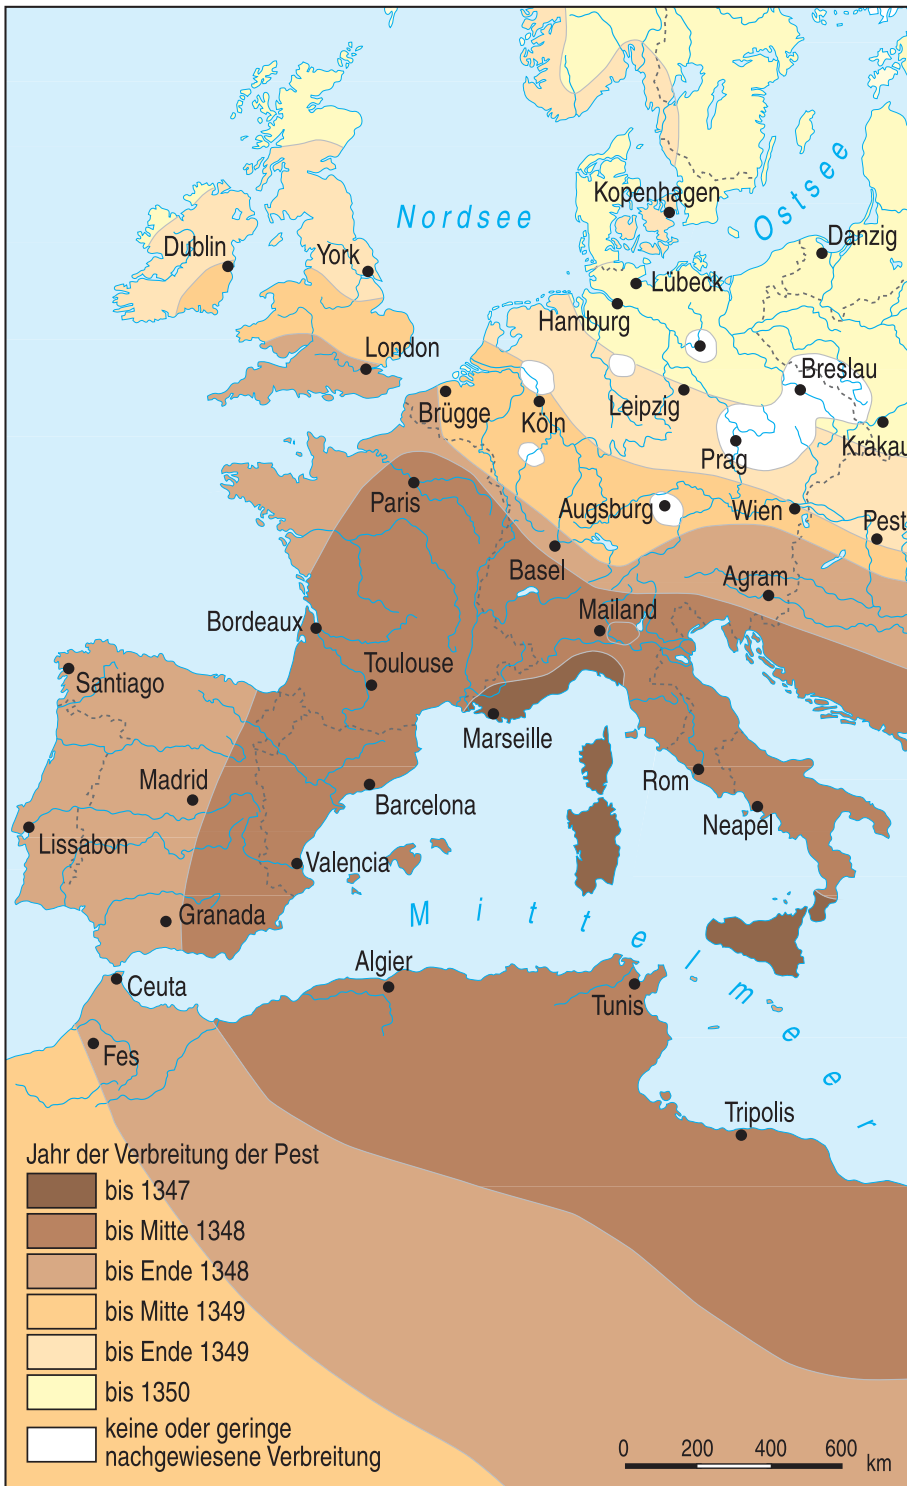 Nordsee
Ostsee
Kopenhagen
Danzig
Dublin
York
Lübeck
Hamburg
London
Breslau
Brügge
Köln
Leipzig
Krakau
Prag
Paris
Augsburg
Wien
Pest
Basel
Agram
Mailand
Bordeaux
Toulouse
Santiago
Marseille
Madrid
Rom
Barcelona
Neapel
Lissabon
Valencia
Granada
Mittelmeer
Algier
Ceuta
Tunis
Fes
Tripolis
Jahr der Verbreitung der Pest
bis 1347
bis Mitte 1348
bis Ende 1348
bis Mitte 1349
bis Ende 1349
bis 1350
keine oder geringe
nachgewiesene Verbreitung
0 200 400 600
km